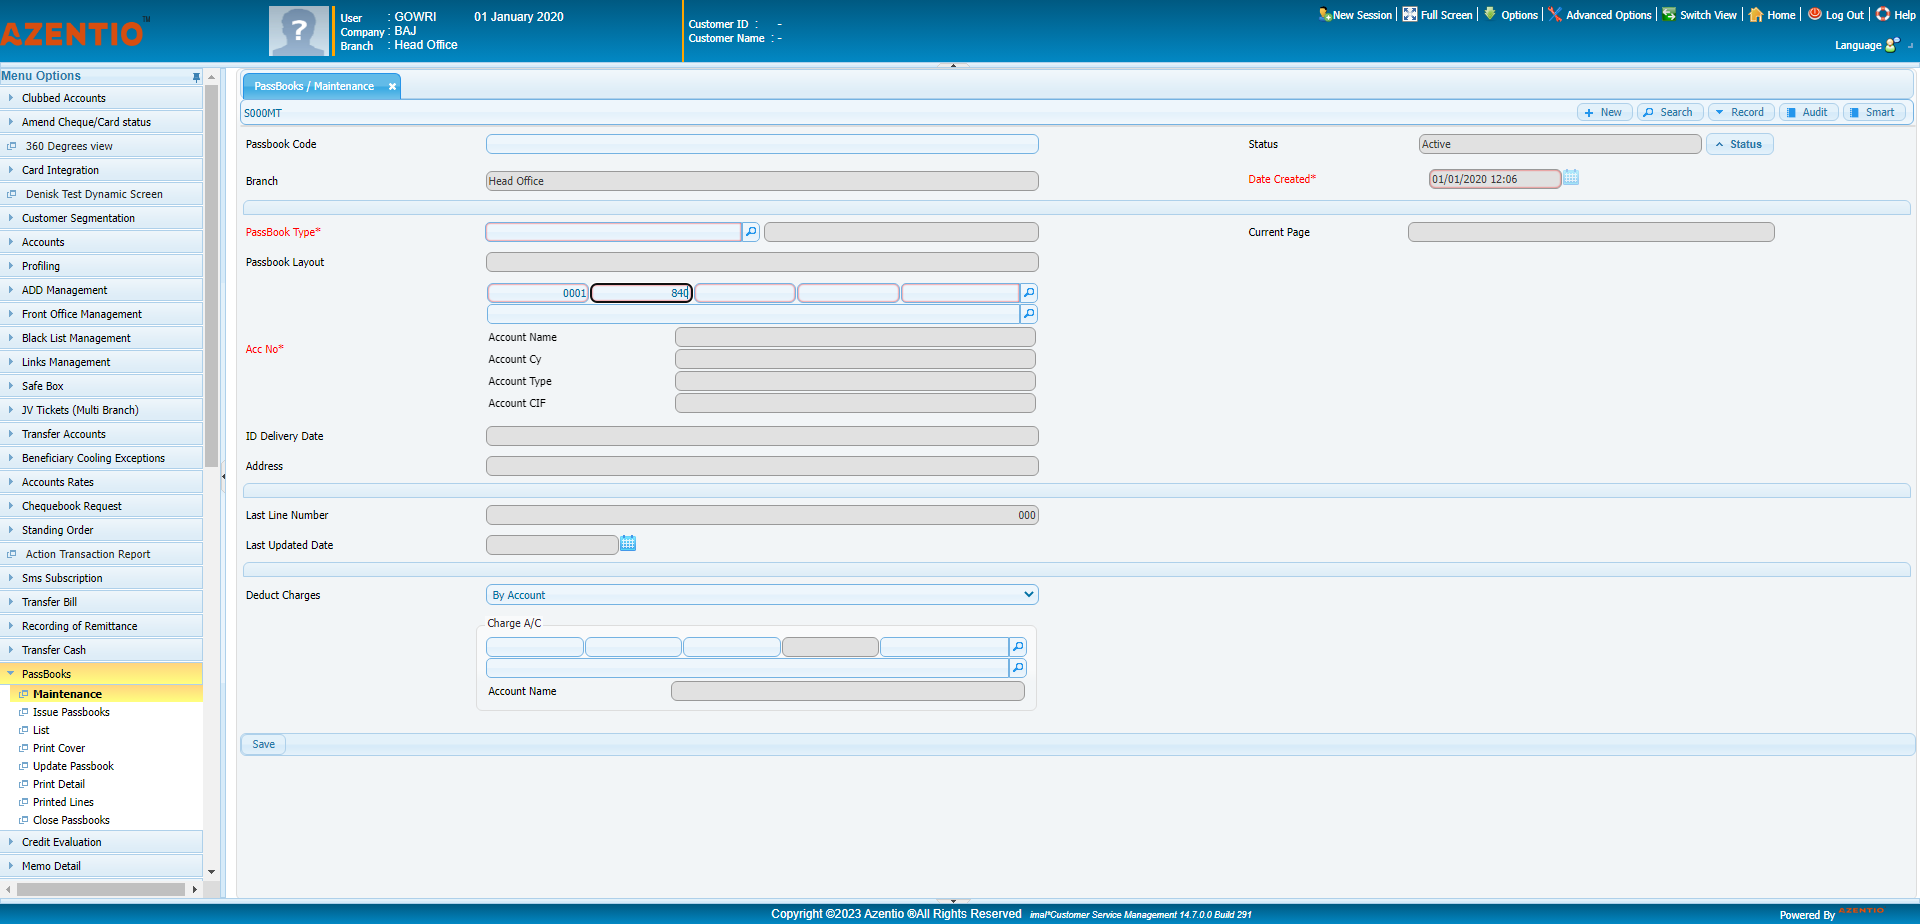 AZENTIO™
User : GOWRI 01 January 2020
Company : BAJ
Branch : Head Office
Customer ID : -
Customer Name : -
New Session Full Screen Options Advanced Options Switch View Home Log Out Help
Language
Menu Options
Clubbed Accounts
Amend Cheque/Card status
360 Degrees view
Card Integration
Denisk Test Dynamic Screen
Customer Segmentation
Accounts
Profiling
ADD Management
Front Office Management
Black List Management
Links Management
Safe Box
JV Tickets (Multi Branch)
Transfer Accounts
Beneficiary Cooling Exceptions
Accounts Rates
Chequebook Request
Standing Order
Action Transaction Report
Sms Subscription
Transfer Bill
Recording of Remittance
Transfer Cash
PassBooks
Maintenance
Issue Passbooks
List
Print Cover
Update Passbook
Print Detail
Printed Lines
Close Passbooks
Credit Evaluation
Memo Detail
PassBooks / Maintenance
S000MT
New Search Record Audit Smart
Passbook Code
Status Active Status
Branch Head Office
Date Created* 01/01/2020 12:06
PassBook Type*
Current Page
Passbook Layout
0001 840
Acc No*
Account Name
Account Cy
Account Type
Account CIF
ID Delivery Date
Address
Last Line Number 000
Last Updated Date
Deduct Charges By Account
Charge A/C
Account Name
Save
Copyright ©2023 Azentio ®All Rights Reserved imal*Customer Service Management 14.7.0.0 Build 291
Powered By AZENTIO